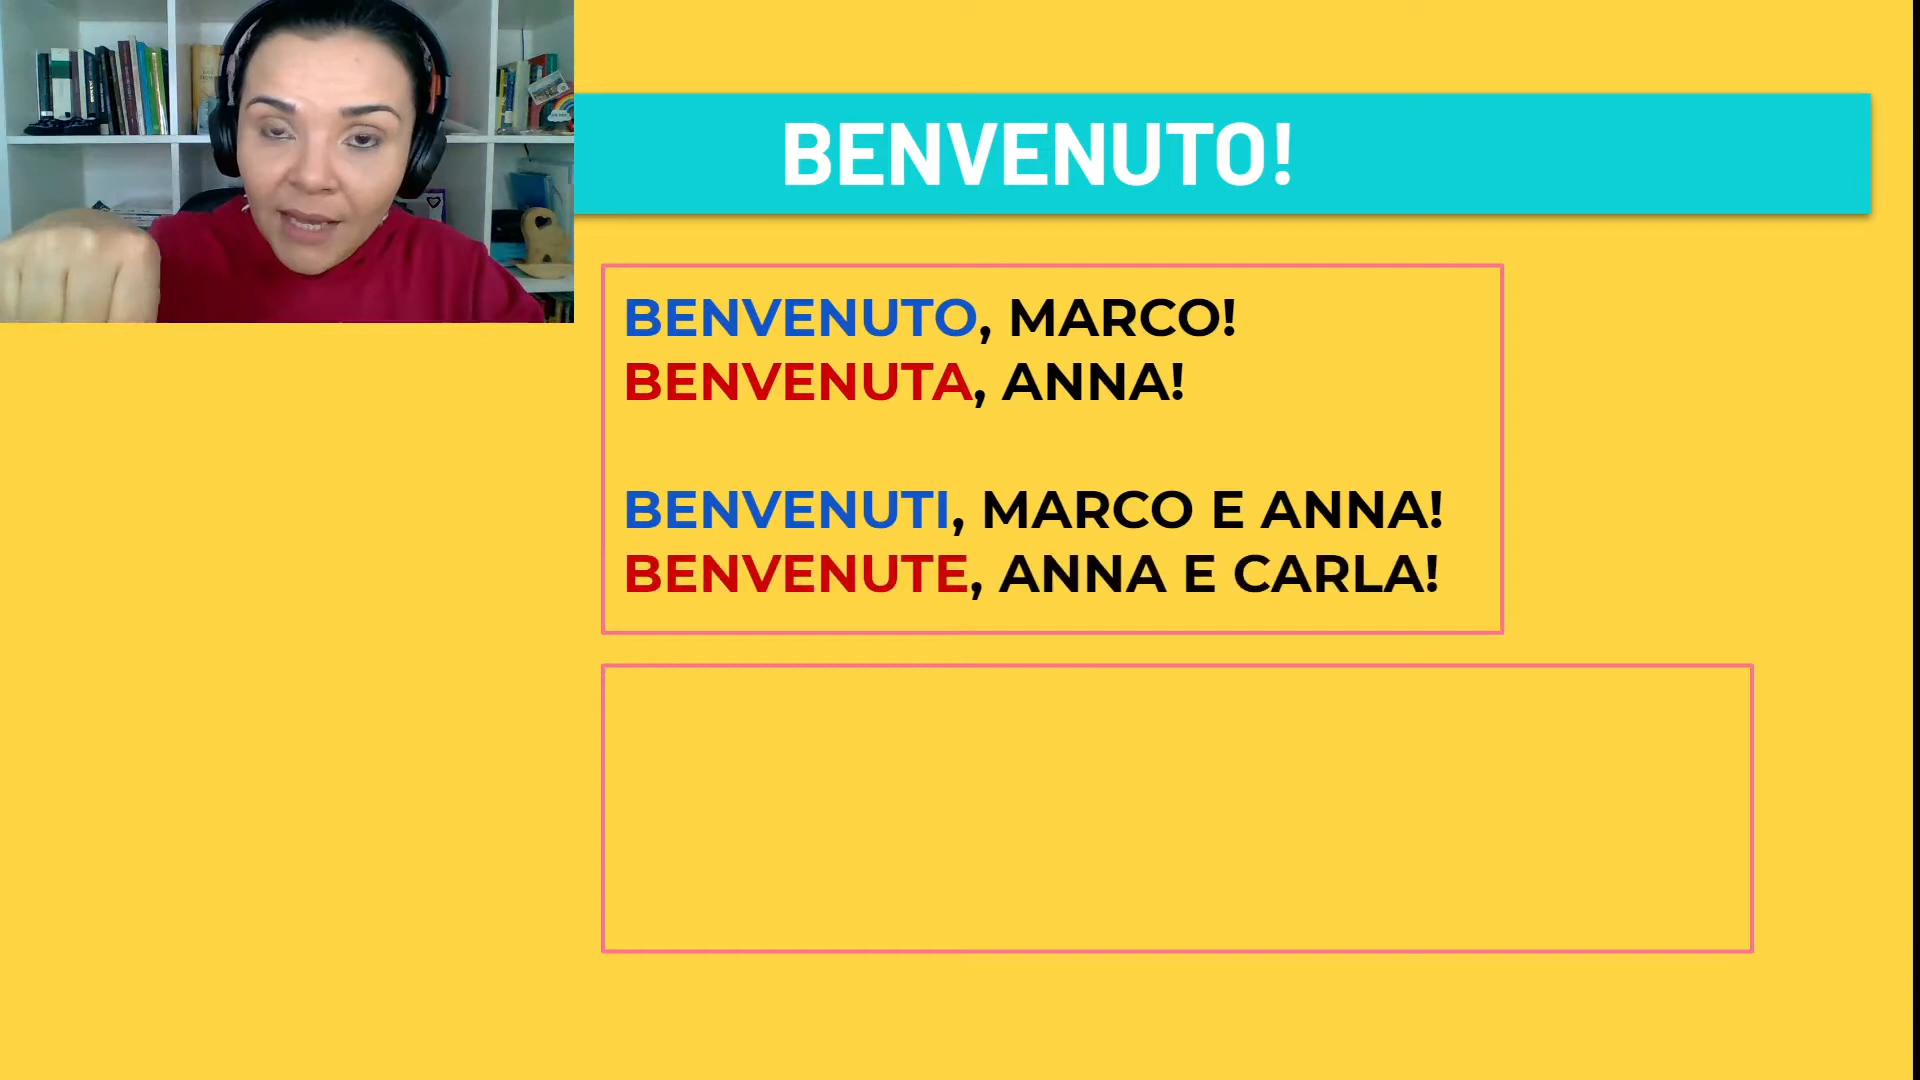 BENVENUTO!
BENVENUTO, MARCO!
BENVENUTA, ANNA!
BENVENUTI, MARCO E ANNA!
BENVENUTE, ANNA E CARLA!